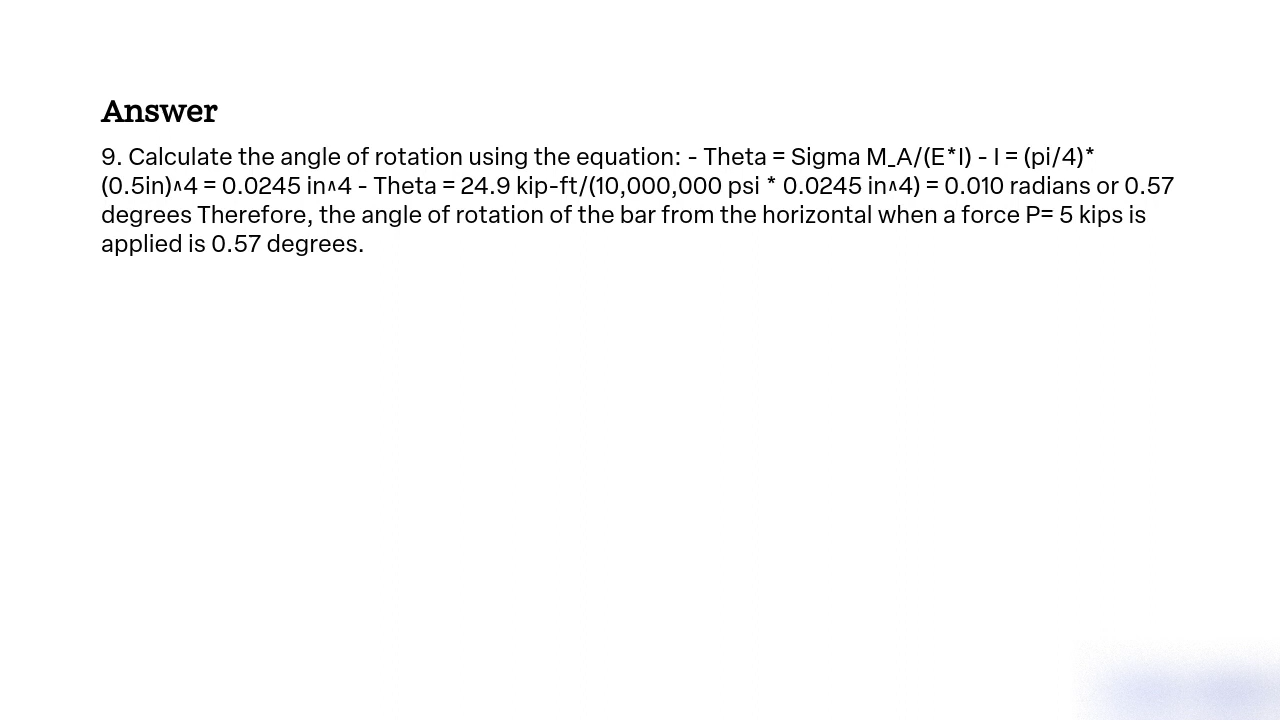 Answer
9. Calculate the angle of rotation using the equation: - Theta = Sigma M_A/(E*I) - I = (pi/4)*
(0.5in)^4 = 0.0245 in^4 - Theta = 24.9 kip-ft/(10,000,000 psi * 0.0245 in^4) = 0.010 radians or 0.57
degrees Therefore, the angle of rotation of the bar from the horizontal when a force P= 5 kips is
applied is 0.57 degrees.